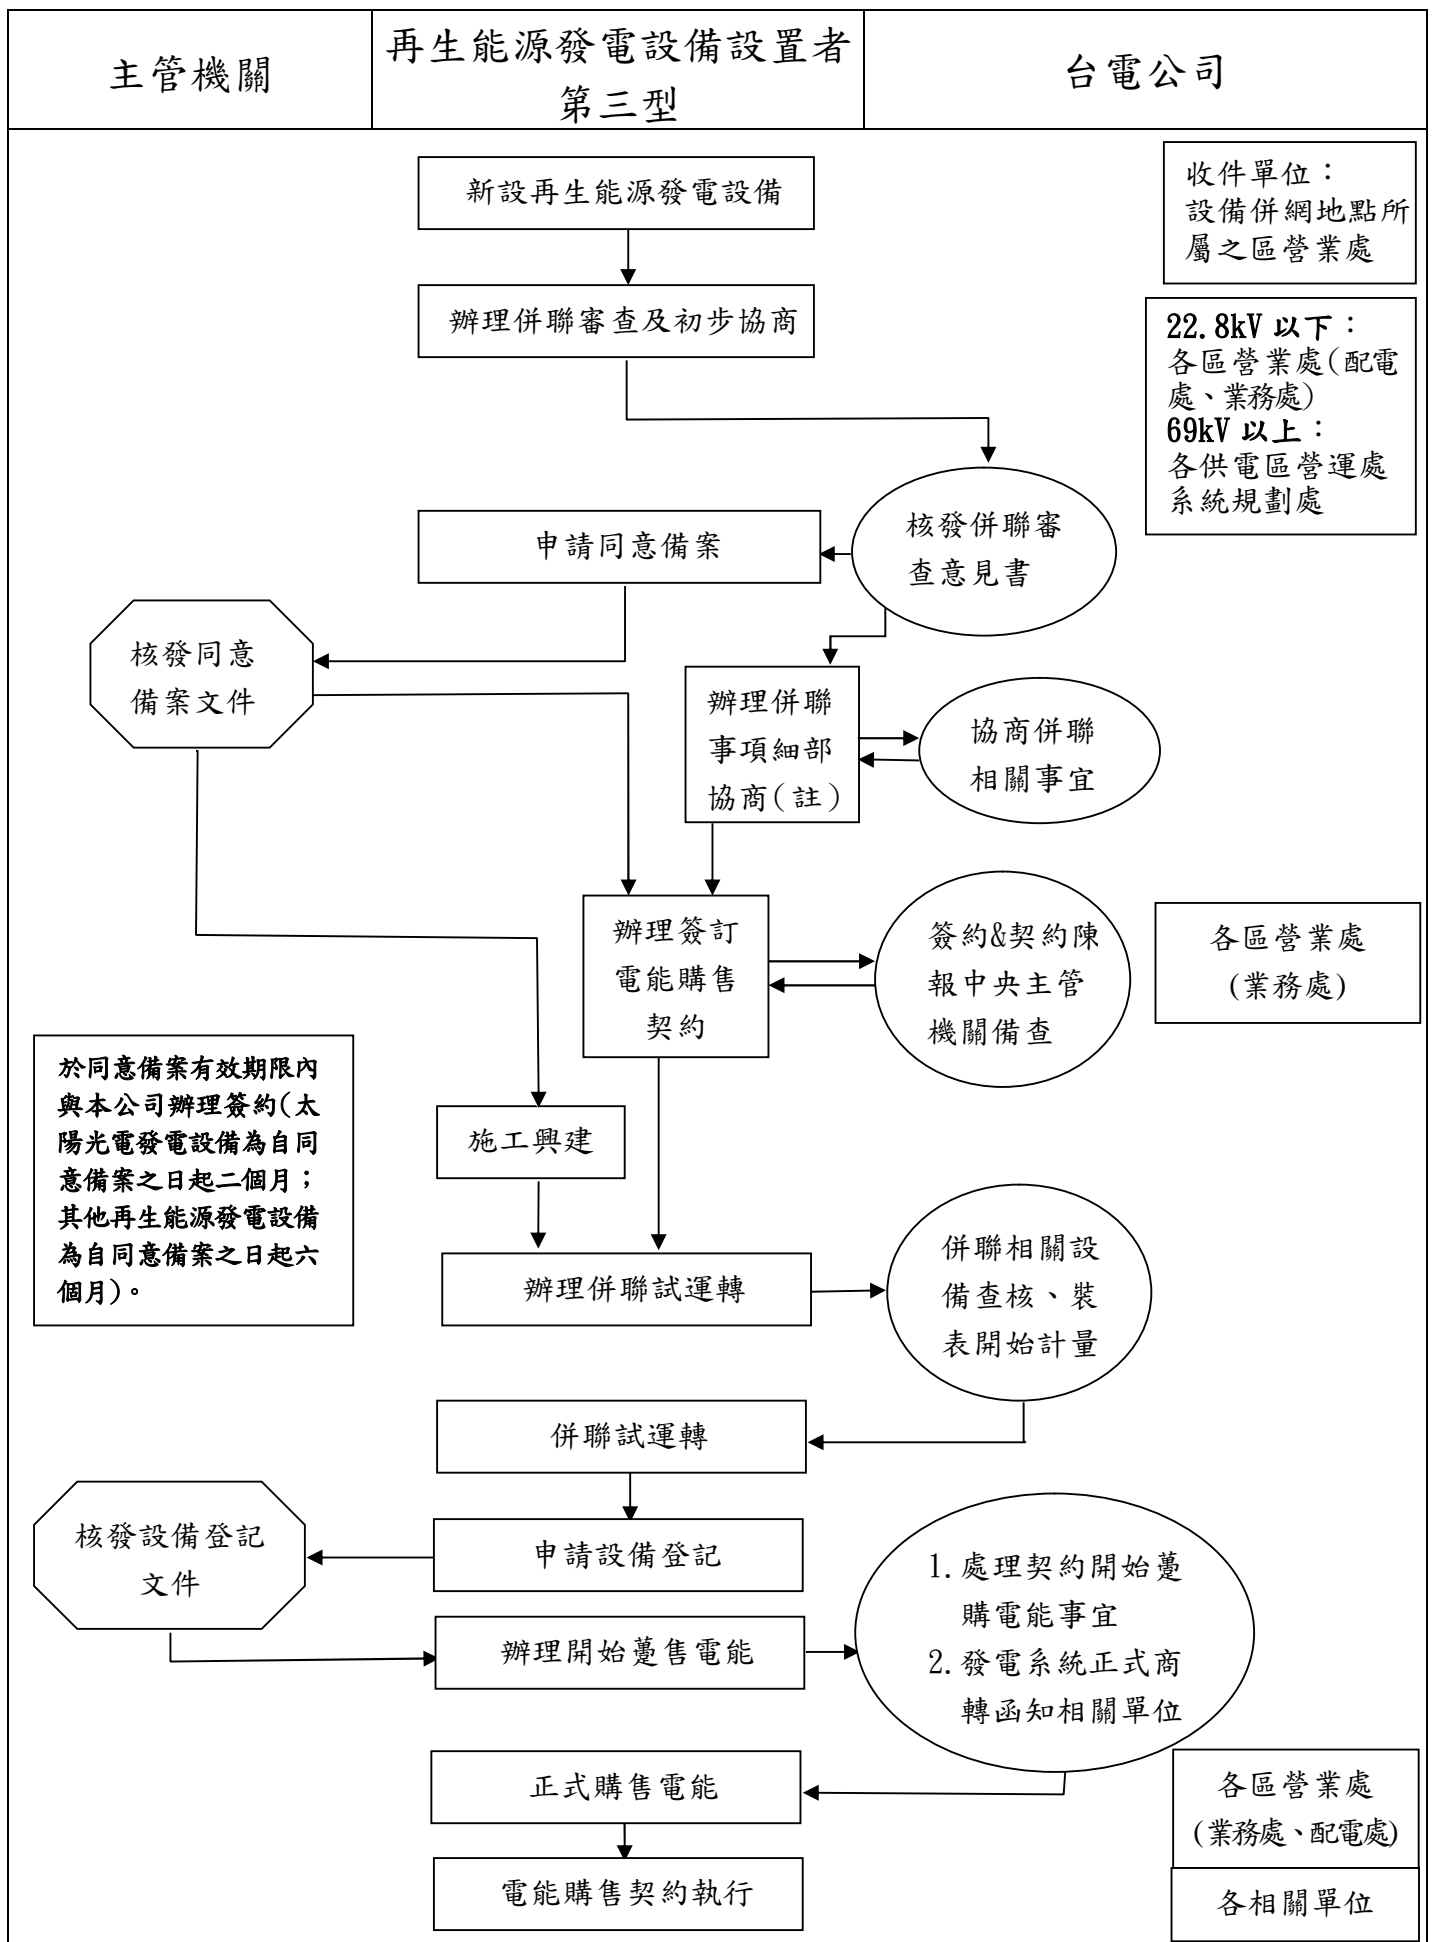 主管機關
再生能源發電設備設置者
第三型
台電公司
新設再生能源發電設備
收件單位：
設備併網地點所
屬之區營業處
辦理併聯審查及初步協商
22.8kV 以下：
各區營業處(配電
處、業務處)
69kV 以上：
各供電區營運處
系統規劃處
核發併聯審
查意見書
申請同意備案
核發同意
備案文件
辦理併聯
事項細部
協商(註)
協商併聯
相關事宜
辦理簽訂
電能購售
契約
簽約&契約陳
報中央主管
機關備查
各區營業處
(業務處)
於同意備案有效期限內
與本公司辦理簽約(太
陽光電發電設備為自同
意備案之日起二個月；
其他再生能源發電設備
為自同意備案之日起六
個月)。
施工興建
辦理併聯試運轉
併聯相關設
備查核、裝
表開始計量
併聯試運轉
核發設備登記
文件
申請設備登記
1.處理契約開始躉
購電能事宜
2.發電系統正式商
轉函知相關單位
辦理開始躉售電能
正式購售電能
各區營業處
(業務處、配電處)
電能購售契約執行
各相關單位